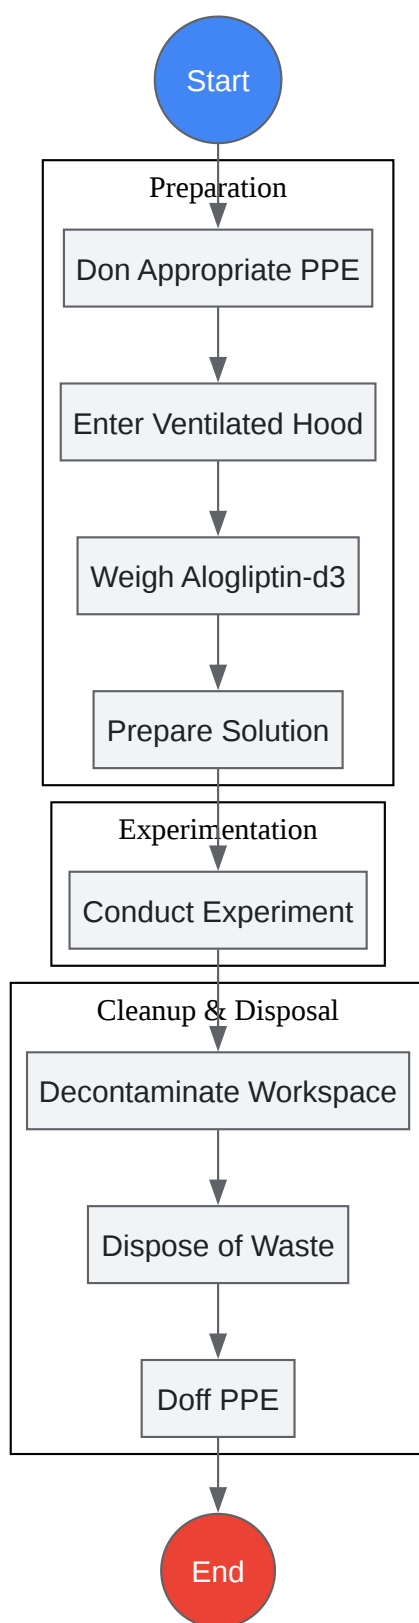 Start
Preparation
Don Appropriate PPE
Enter Ventilated Hood
Weigh Alogliptin-d3
Prepare Solution
Experimentation
Conduct Experiment
Cleanup & Disposal
Decontaminate Workspace
Dispose of Waste
Doff PPE
End